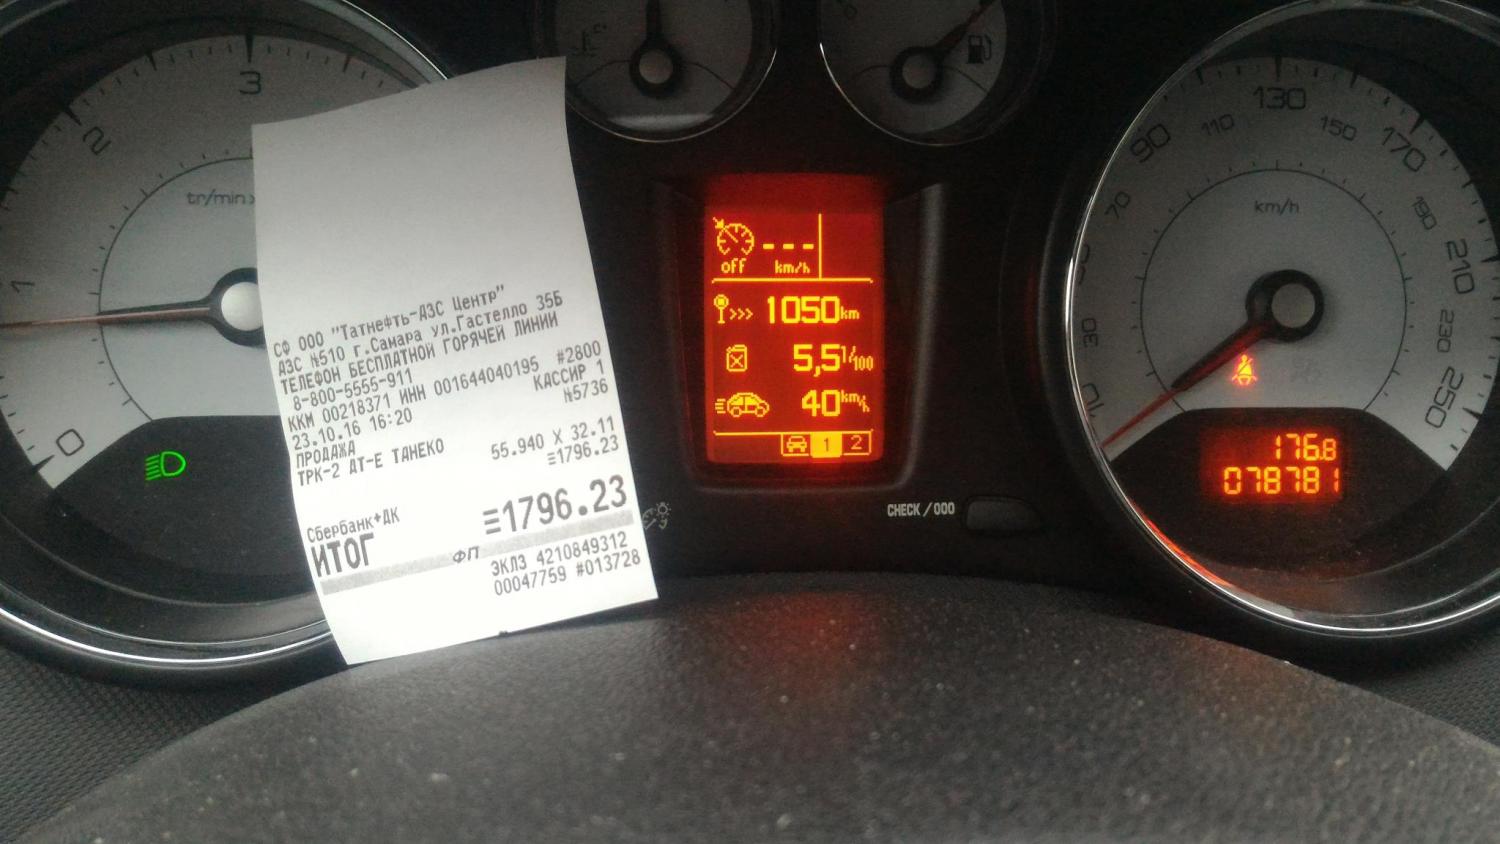 3
2
tr/min
1
0
СФ ООО "Татнефть-АЗС Центр"
АЗС №510 г.Самара ул.Гастелло 35Б
ТЕЛЕФОН БЕСПЛАТНОЙ ГОРЯЧЕЙ ЛИНИИ
8-800-5555-911
ККМ 00218371 ИНН 001644040195 #2800
23.10.16 16:20 КАССИР 1
ПРОДАЖА №5736
ТРК-2 ДТ-Е ТАНЕКО
55.940 X 32.11
≡1796.23
Сбербанк+ДК
ИТОГ ≡1796.23
ФП
ЭКЛЗ 4210849312
00047759 #013728
off
--- km/h
1050 km
5,5 l/100
40 km/h
1 2
CHECK/000
10
30
70
90
110
130
150
170
190
210
230
250
km/h
176.8
078781